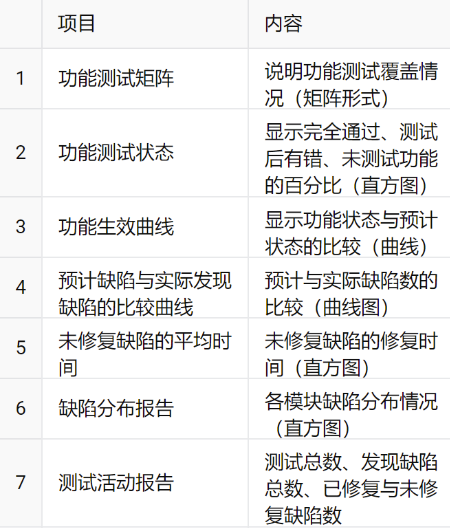 项目 内容
1 功能测试矩阵 说明功能测试覆盖情
况（矩阵形式）
2 功能测试状态 显示完全通过、测试
后有错、未测试功能
的百分比（直方图）
3 功能生效曲线 显示功能状态与预计
状态的比较（曲线）
4 预计缺陷与实际发现
缺陷的比较曲线 预计与实际缺陷数的
比较（曲线图）
5 未修复缺陷的平均时
间 未修复缺陷的修复时
间（直方图）
6 缺陷分布报告 各模块缺陷分布情况
（直方图）
7 测试活动报告 测试总数、发现缺陷
总数、已修复与未修
复缺陷数